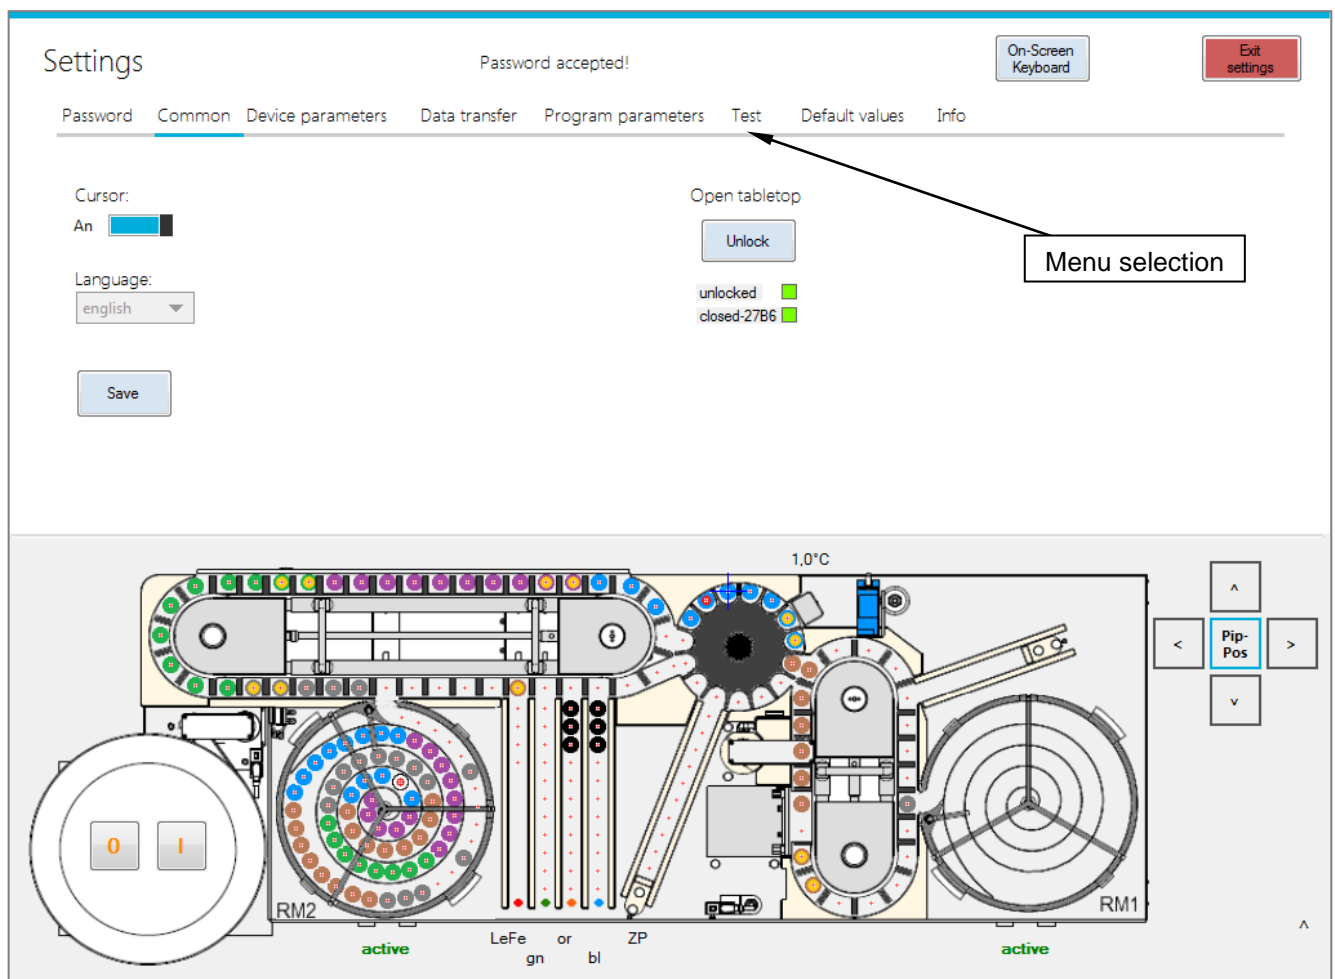 Settings
Password accepted!
On-Screen
Keyboard
Exit
settings
Password Common Device parameters Data transfer Program parameters Test Default values Info
Cursor:
An
Open tabletop
Unlock
Menu selection
Language:
english
unlocked
closed-27B6
Save
1,0°C
^
< Pip-
Pos >
v
0 I
RM2
RM1
active
LeFe or ZP
gn bl
active
^